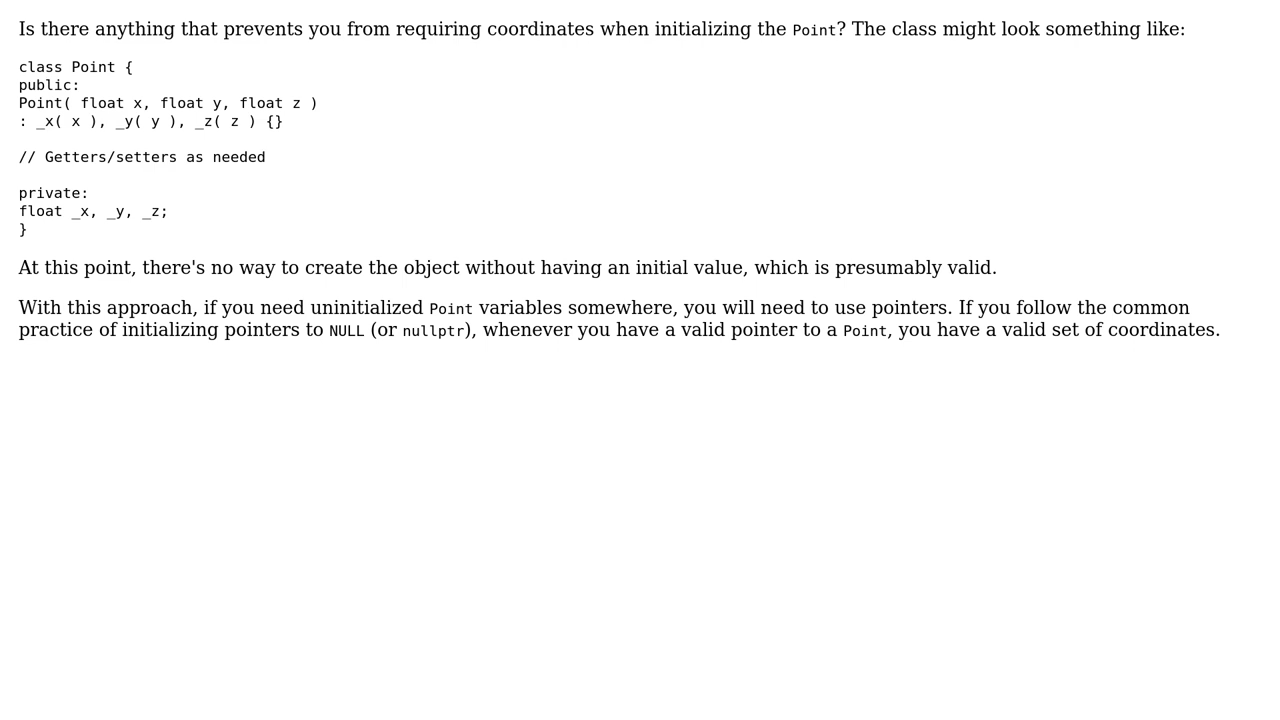 Is there anything that prevents you from requiring coordinates when initializing the Point? The class might look something like:
class Point {
public:
Point( float x, float y, float z )
: _x( x ), _y( y ), _z( z ) {}
// Getters/setters as needed
private:
float _x, _y, _z;
}
At this point, there's no way to create the object without having an initial value, which is presumably valid.
With this approach, if you need uninitialized Point variables somewhere, you will need to use pointers. If you follow the common
practice of initializing pointers to NULL (or nullptr), whenever you have a valid pointer to a Point, you have a valid set of coordinates.